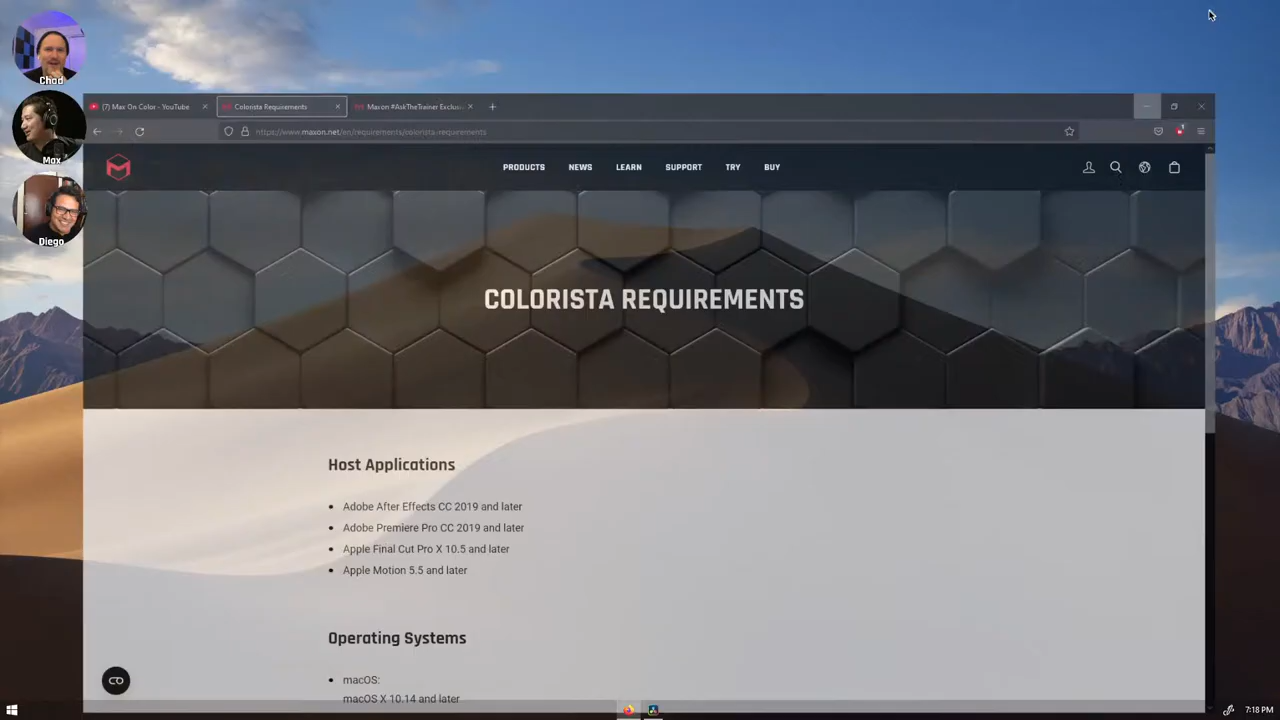 Chad
Max
Diego
(7) Max On Color - YouTube
Colorista Requirements
Maxon #AskTheTrainer Exclus
https://www.maxon.net/en/requirements/colorista-requirements
PRODUCTS NEWS LEARN SUPPORT TRY BUY
COLORISTA REQUIREMENTS
Host Applications
Adobe After Effects CC 2019 and later
Adobe Premiere Pro CC 2019 and later
Apple Final Cut Pro X 10.5 and later
Apple Motion 5.5 and later
Operating Systems
macOS:
macOS X 10.14 and later
7:18 PM